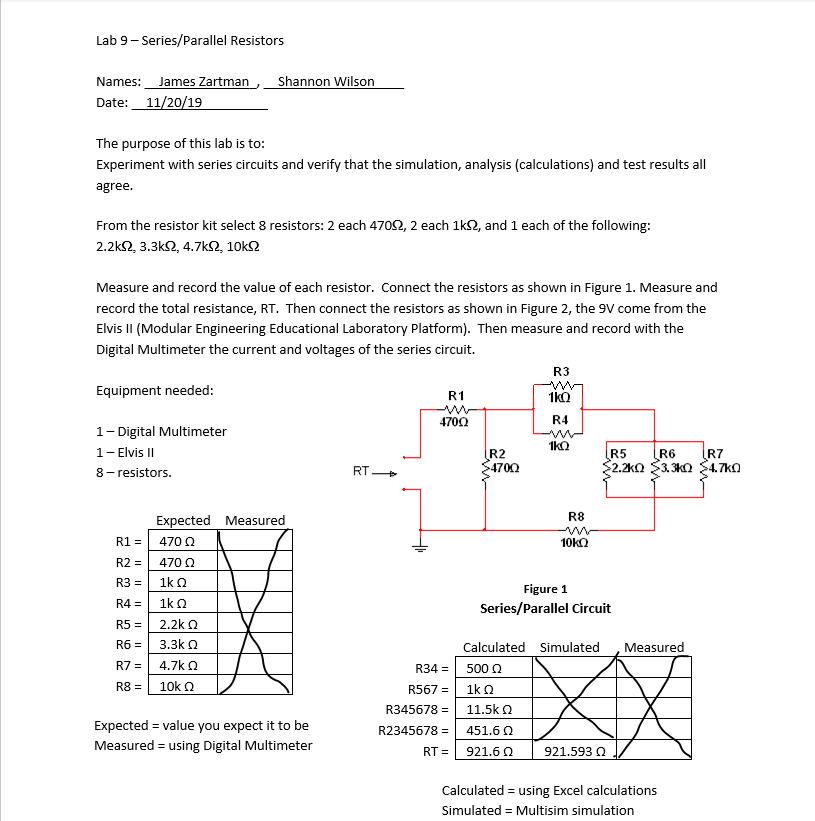 Lab 9 – Series/Parallel Resistors
Names: James Zartman , Shannon Wilson
Date: 11/20/19
The purpose of this lab is to:
Experiment with series circuits and verify that the simulation, analysis (calculations) and test results all
agree.
From the resistor kit select 8 resistors: 2 each 470Ω, 2 each 1kΩ, and 1 each of the following:
2.2kΩ, 3.3kΩ, 4.7kΩ, 10kΩ
Measure and record the value of each resistor. Connect the resistors as shown in Figure 1. Measure and
record the total resistance, RT. Then connect the resistors as shown in Figure 2, the 9V come from the
Elvis II (Modular Engineering Educational Laboratory Platform). Then measure and record with the
Digital Multimeter the current and voltages of the series circuit.
Equipment needed:
1 – Digital Multimeter
1 – Elvis II
8 – resistors.
R3
1kΩ
R1
470Ω
R4
1kΩ
R2
470Ω
R5 R6 R7
2.2kΩ 3.3kΩ 4.7kΩ
RT
R8
10kΩ
Figure 1
Series/Parallel Circuit
Expected Measured
R1 = 470 Ω
R2 = 470 Ω
R3 = 1k Ω
R4 = 1k Ω
R5 = 2.2k Ω
R6 = 3.3k Ω
R7 = 4.7k Ω
R8 = 10k Ω
Expected = value you expect it to be
Measured = using Digital Multimeter
Calculated Simulated Measured
R34 = 500 Ω
R567 = 1k Ω
R345678 = 11.5k Ω
R2345678 = 451.6 Ω
RT = 921.6 Ω 921.593 Ω
Calculated = using Excel calculations
Simulated = Multisim simulation